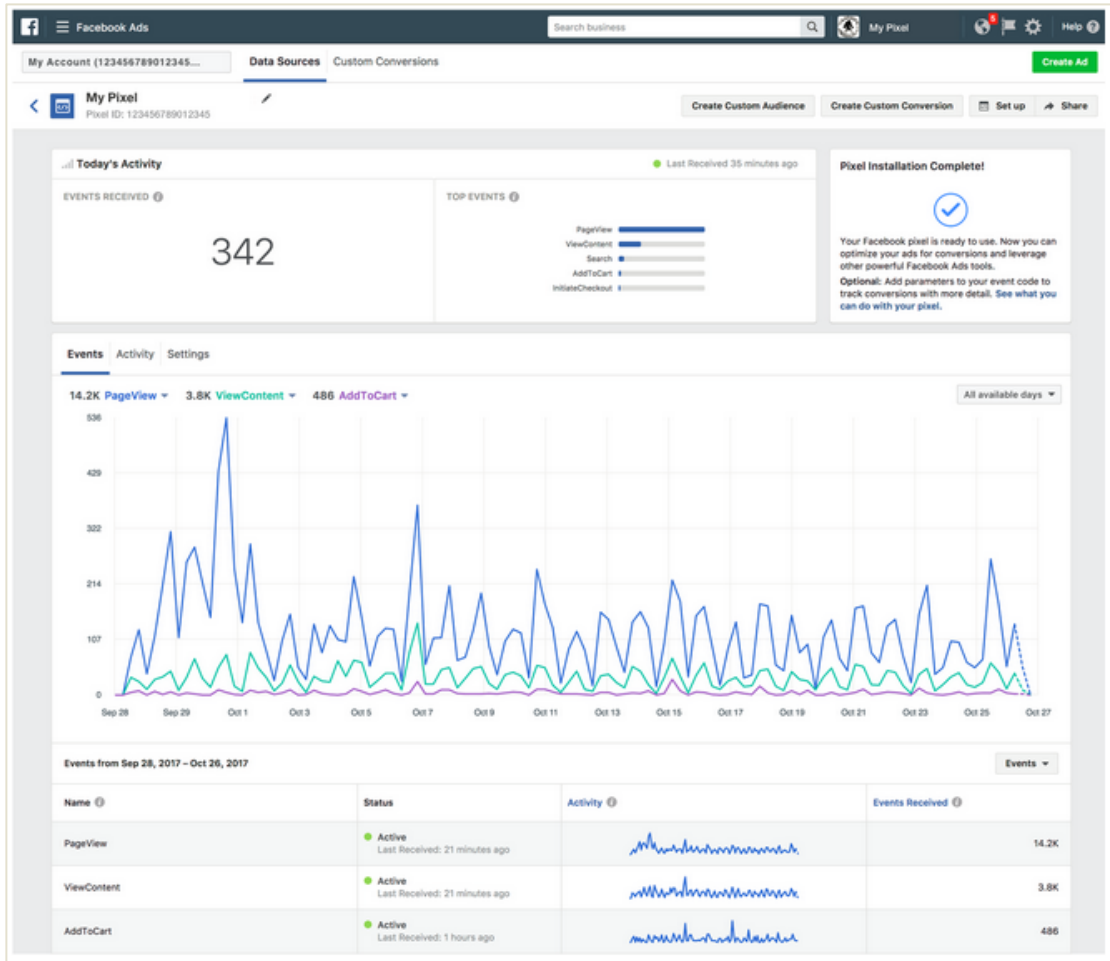 f Facebook Ads Search business My Pixel 5 Help
My Account (123456789012345... Data Sources Custom Conversions Create Ad
My Pixel
Pixel ID: 123456789012345
Create Custom Audience Create Custom Conversion Set up Share
Today's Activity Last Received 35 minutes ago
EVENTS RECEIVED
342
TOP EVENTS
PageView
ViewContent
Search
AddToCart
InitiateCheckout
Pixel Installation Complete!
Your Facebook pixel is ready to use. Now you can
optimize your ads for conversions and leverage
other powerful Facebook Ads tools.
Optional: Add parameters to your event code to
track conversions with more detail. See what you
can do with your pixel.
Events Activity Settings
14.2K PageView 3.8K ViewContent 486 AddToCart All available days
536
429
322
214
107
0
Sep 28 Sep 29 Oct 1 Oct 3 Oct 5 Oct 7 Oct 9 Oct 11 Oct 13 Oct 15 Oct 17 Oct 19 Oct 21 Oct 23 Oct 25 Oct 27
Events from Sep 28, 2017 – Oct 26, 2017 Events
Name Status Activity Events Received
PageView Active 14.2K
Last Received: 21 minutes ago
ViewContent Active 3.8K
Last Received: 21 minutes ago
AddToCart Active 486
Last Received: 1 hours ago